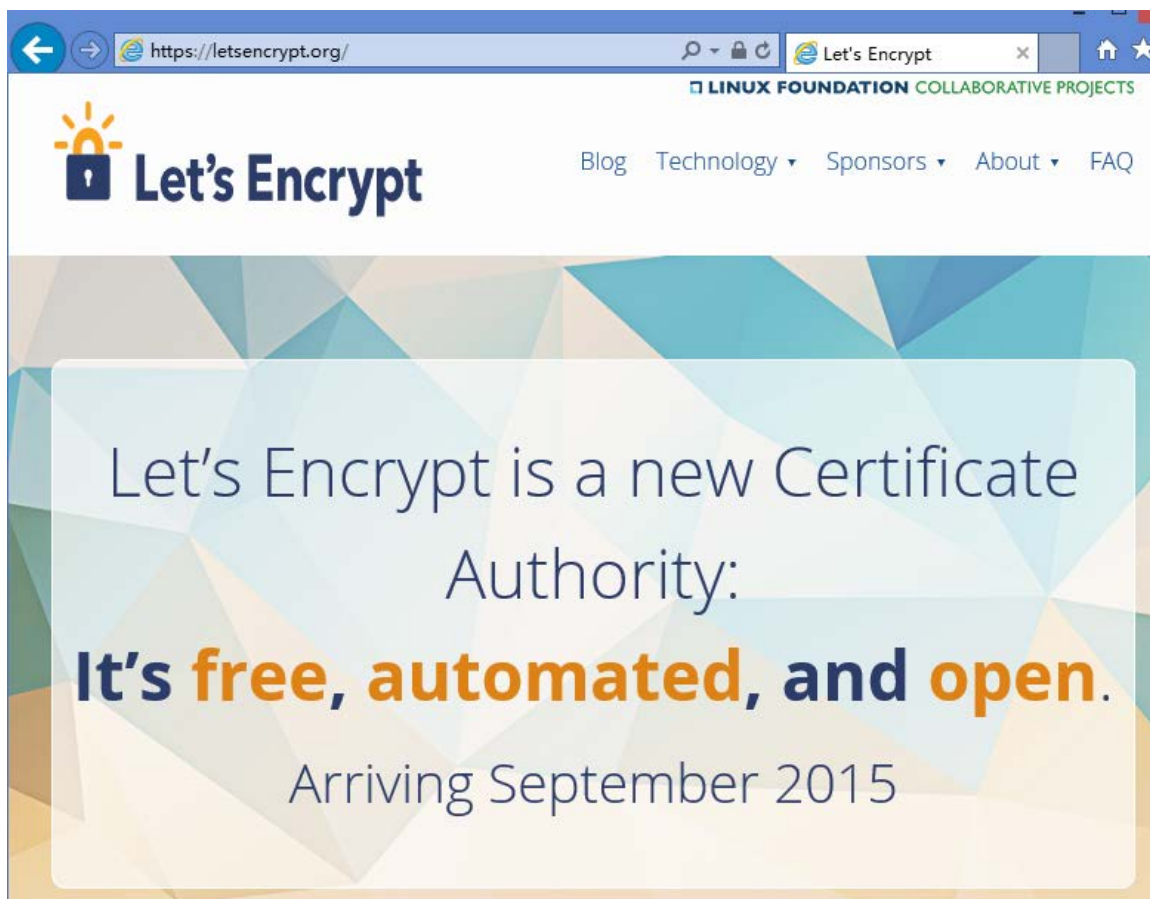 https://letsencrypt.org/
Let's Encrypt
LINUX FOUNDATION COLLABORATIVE PROJECTS
Let's Encrypt
Blog Technology Sponsors About FAQ
Let's Encrypt is a new Certificate
Authority:
It's free, automated, and open.
Arriving September 2015